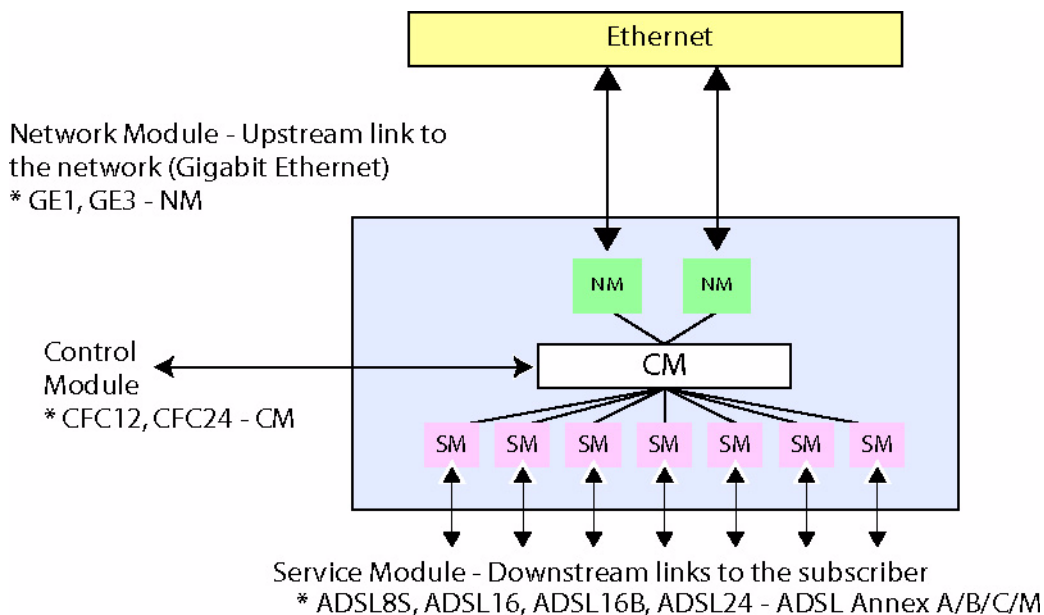 Ethernet
Network Module - Upstream link to
the network (Gigabit Ethernet)
* GE1, GE3 - NM
NM NM
Control
Module
* CFC12, CFC24 - CM
CM
SM SM SM SM SM SM SM
Service Module - Downstream links to the subscriber
* ADSL8S, ADSL16, ADSL16B, ADSL24 - ADSL Annex A/B/C/M